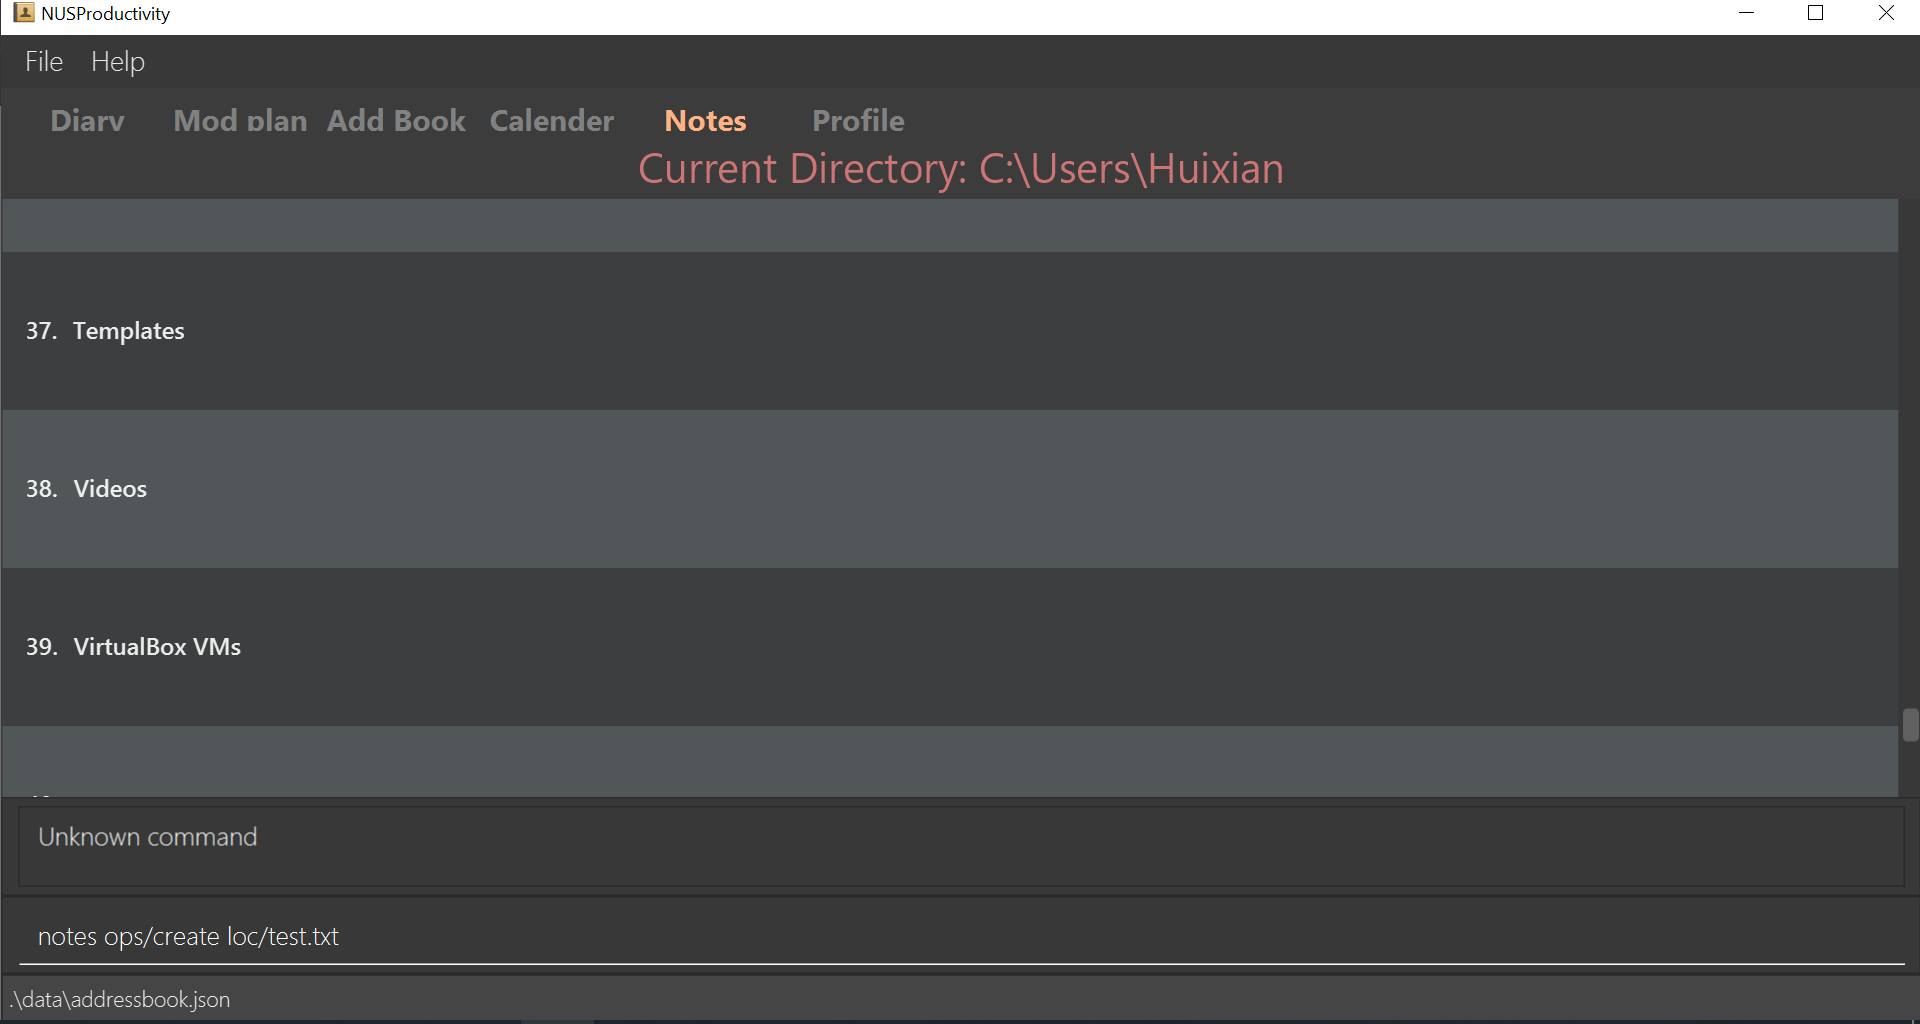 NUSProductivity
File Help
Diary Mod plan Add Book Calender Notes Profile
Current Directory: C:\Users\Huixian
37. Templates
38. Videos
39. VirtualBox VMs
Unknown command
notes ops/create loc/test.txt
.\data\addressbook.json